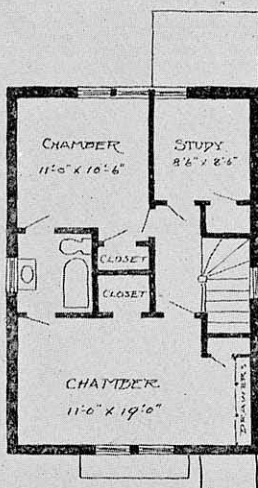 CHAMBER
11'-0" X 10'-6"
STUDY
8'6" X 8'-6"
CLOSET
CLOSET
CHAMBER
11'-0" X 19'-0"
DRAWERS